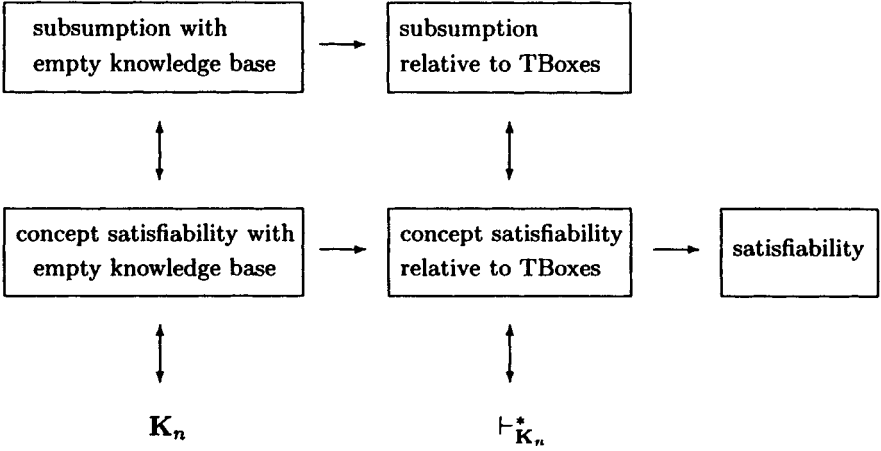 subsumption with
empty knowledge base
subsumption
relative to TBoxes
concept satisfiability with
empty knowledge base
concept satisfiability
relative to TBoxes
satisfiability
Kₙ
⊢*Kₙ